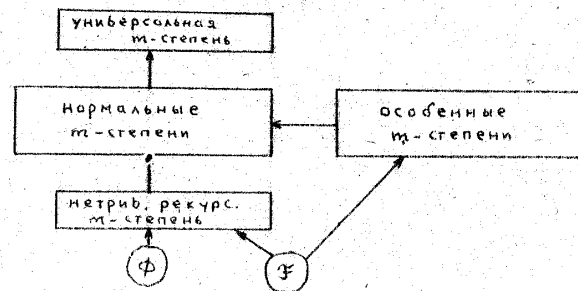 универсальная
m-степень
нормальные
m-степени
особенные
m-степени
нетрив. рекурс.
m-степень
ф
F